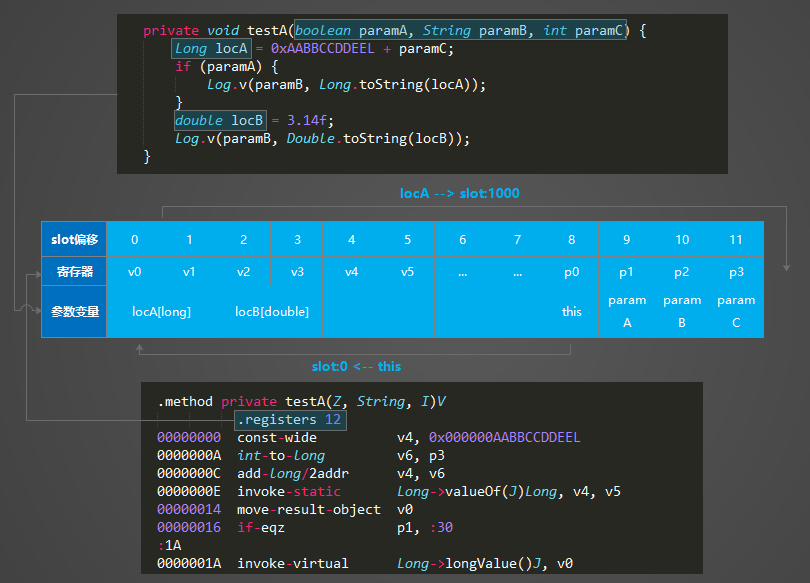 private void testA(boolean paramA, String paramB, int paramC) {
Long locA = 0xAABBCCDDEEL + paramC;
if (paramA) {
Log.v(paramB, Long.toString(locA));
}
double locB = 3.14f;
Log.v(paramB, Double.toString(locB));
}
locA --> slot:1000
slot偏移 0 1 2 3 4 5 6 7 8 9 10 11
寄存器 v0 v1 v2 v3 v4 v5 ... ... p0 p1 p2 p3
参数变量 locA[long] locB[double] this param A param B param C
slot:0 <-- this
.method private testA(Z, String, I)V
.registers 12
00000000 const-wide v4, 0x000000AABBCCDDEEL
0000000A int-to-long v6, p3
0000000C add-long/2addr v4, v6
0000000E invoke-static Long->valueOf(J)Long, v4, v5
00000014 move-result-object v0
00000016 if-eqz p1, :30
:1A
0000001A invoke-virtual Long->longValue()J, v0